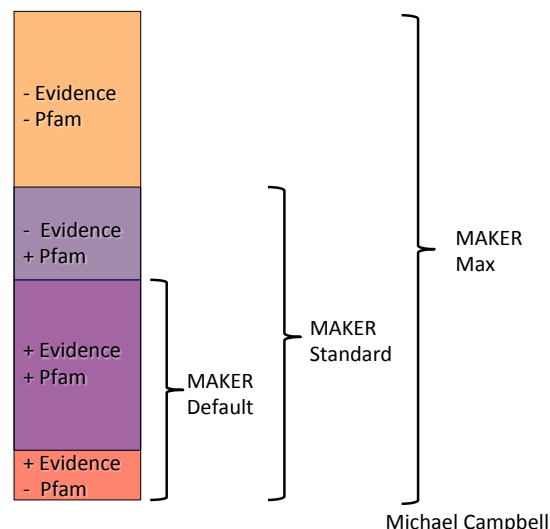 - Evidence
- Pfam
-  Evidence
+ Pfam
+ Evidence
+ Pfam
+ Evidence
-  Pfam
MAKER
Default
MAKER
Standard
MAKER
Max
Michael Campbell